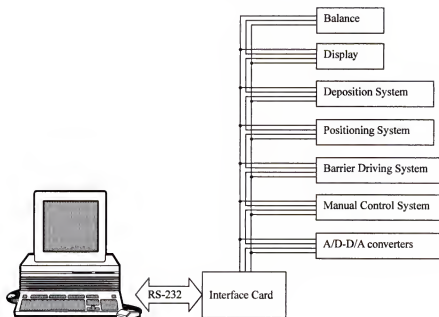 Balance
Display
Deposition System
Positioning System
Barrier Driving System
Manual Control System
A/D-D/A converters
RS-232
Interface Card